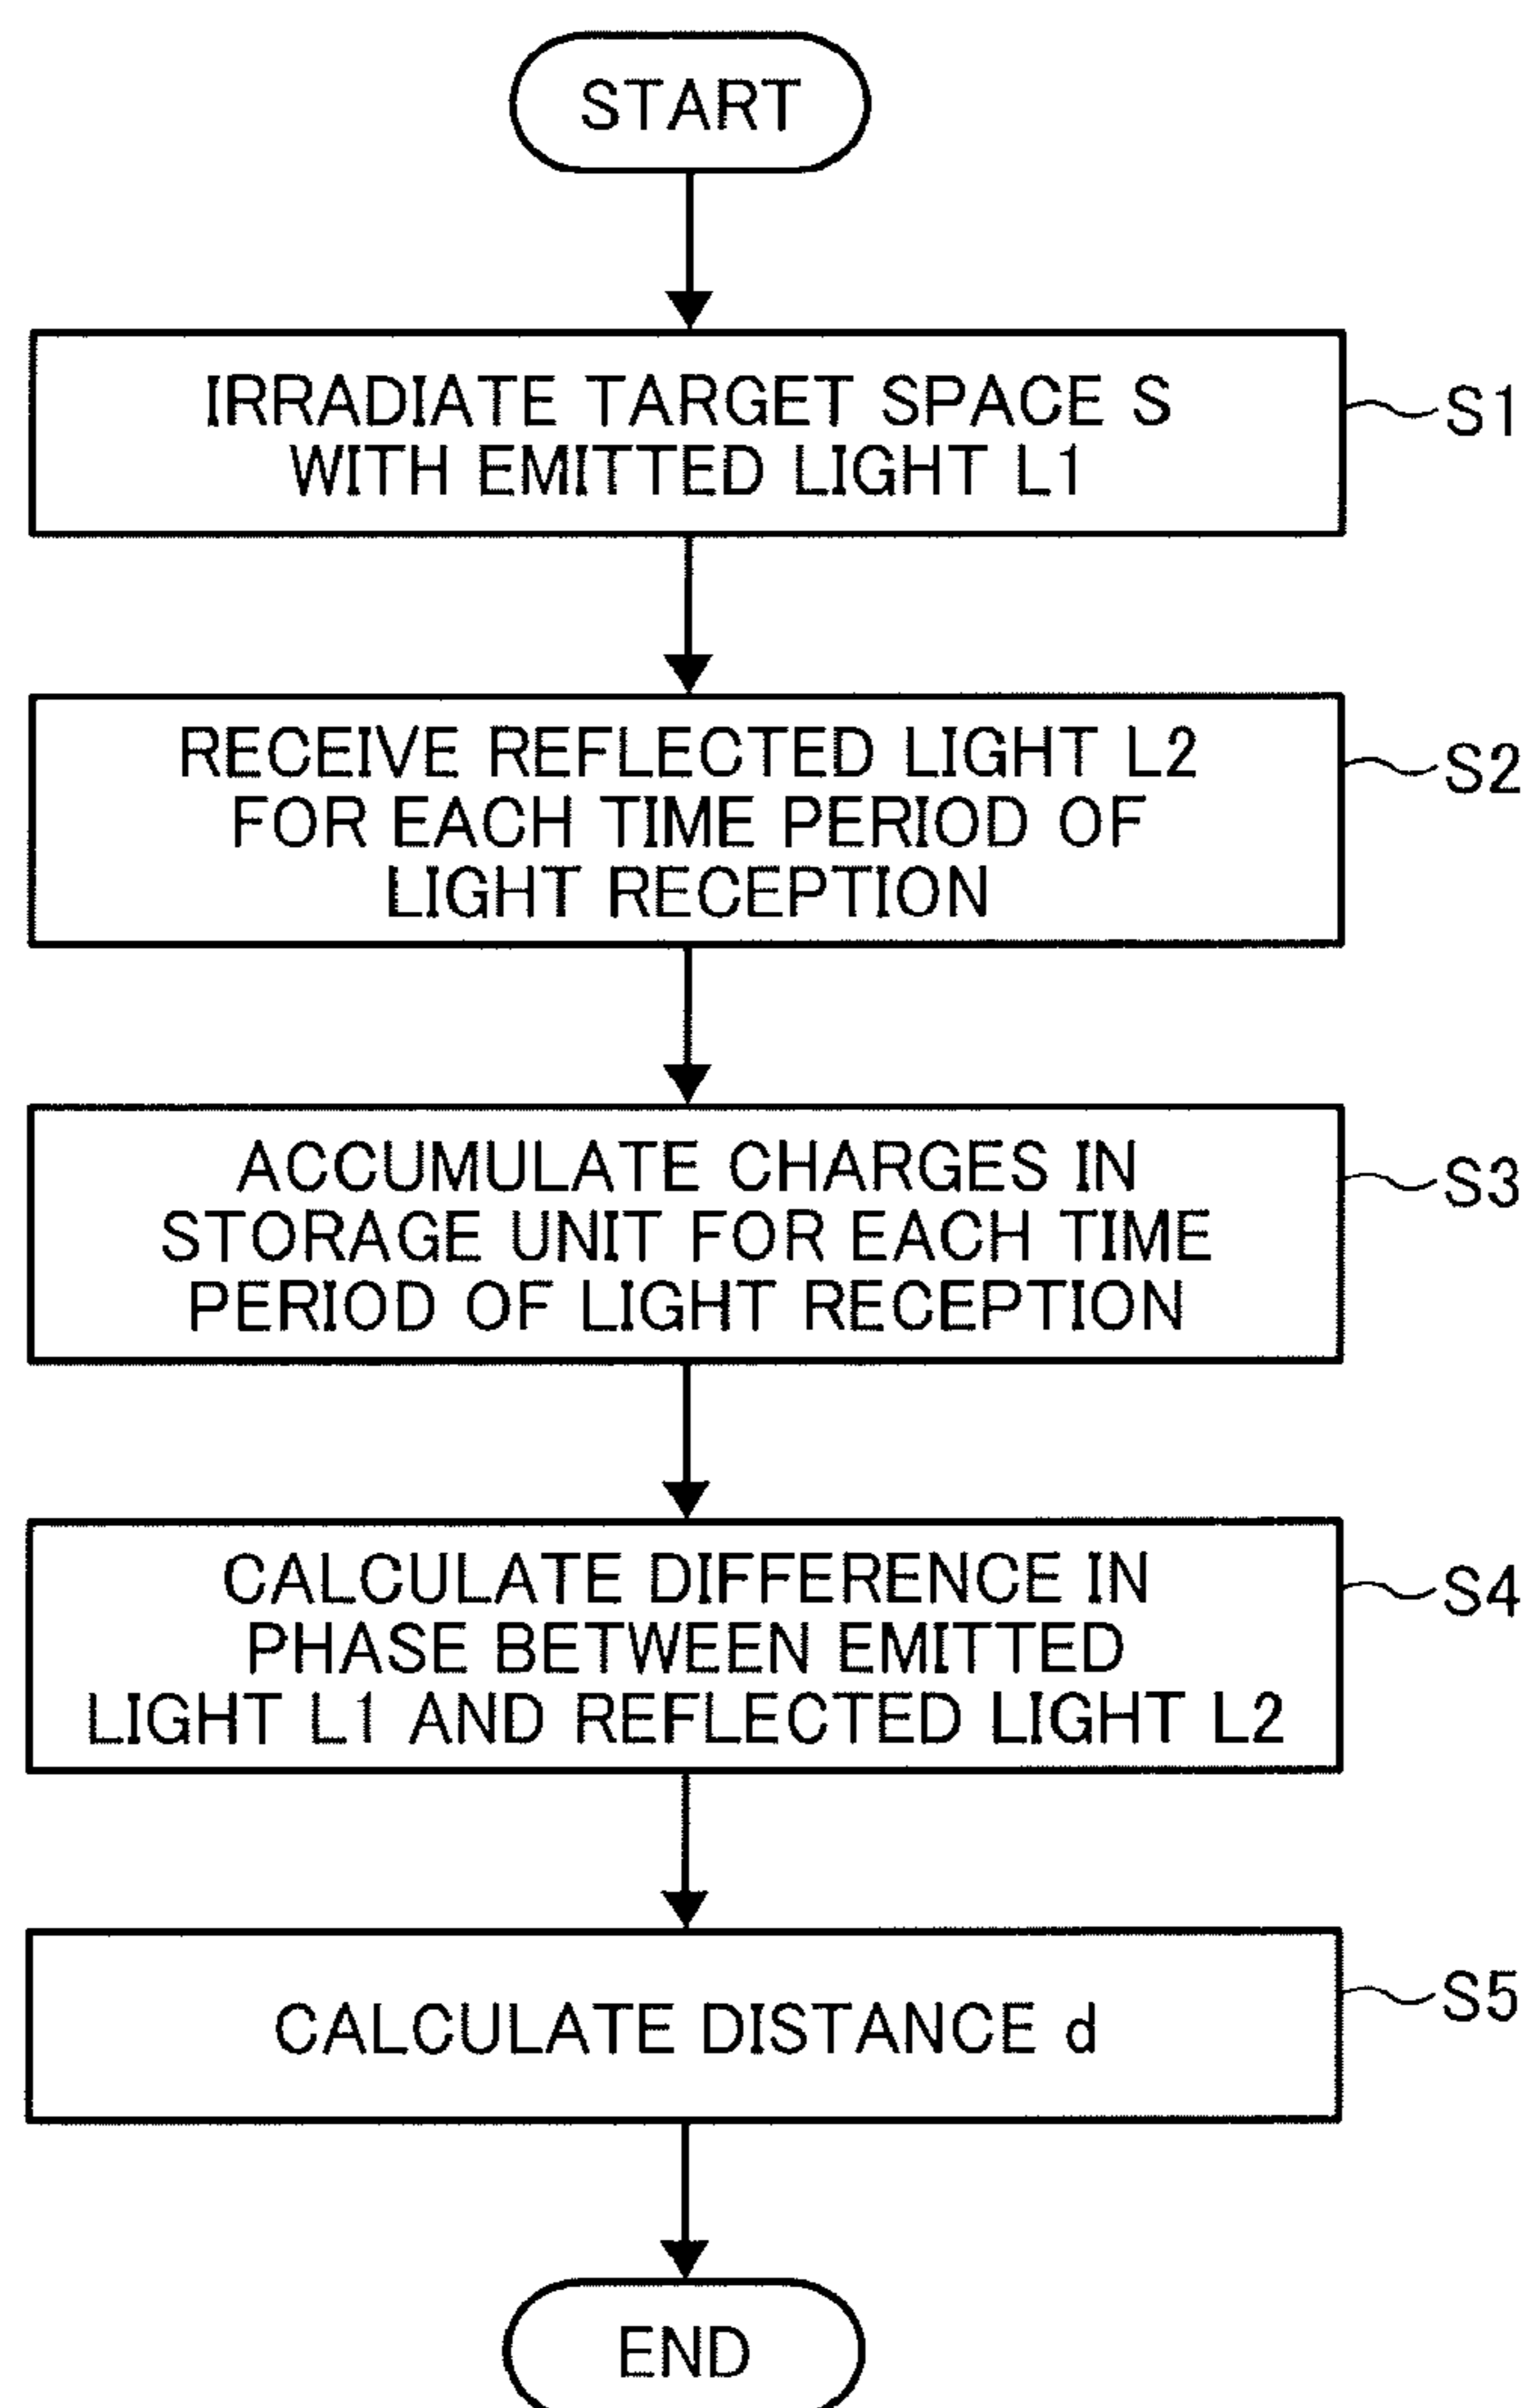 START
IRRADIATE TARGET SPACE S
WITH EMITTED LIGHT L1
S1
RECEIVE REFLECTED LIGHT L2
FOR EACH TIME PERIOD OF
LIGHT RECEPTION
S2
ACCUMULATE CHARGES IN
STORAGE UNIT FOR EACH TIME
PERIOD OF LIGHT RECEPTION
S3
CALCULATE DIFFERENCE IN
PHASE BETWEEN EMITTED
LIGHT L1 AND REFLECTED LIGHT L2
S4
CALCULATE DISTANCE d
S5
END